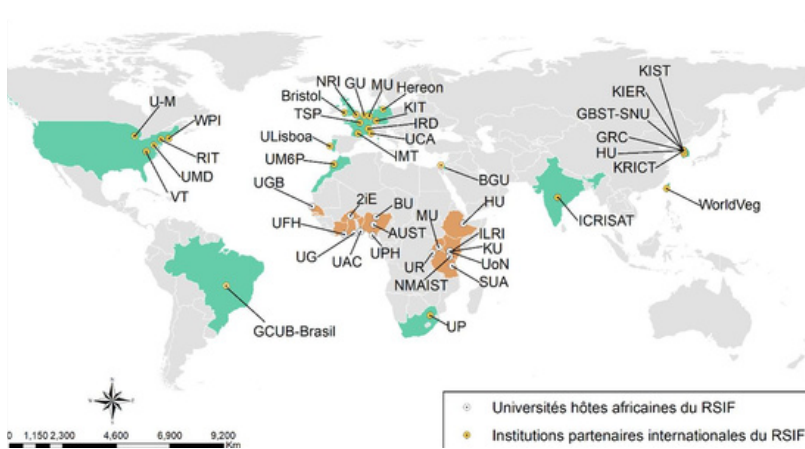 U-M
WPI
RIT
UMD
VT
NRI GU MU Hereon
Bristol
KIT
TSP
IRD
UCA
ULisboa
IMT
UM6P
BGU
KIST
KIER
GBST-SNU
GRC
HU
KRICT
WorldVeg
ICRISAT
UGB
2iE
BU
HU
MU
UFH
AUST
ILRI
KU
UG
UAC
UPH
UR
UoN
NMAIST
SUA
GCUB-Brasil
UP
0 1,150 2,300 4,600 6,900 9,200
Km
Universités hôtes africaines du RSIF
Institutions partenaires internationales du RSIF